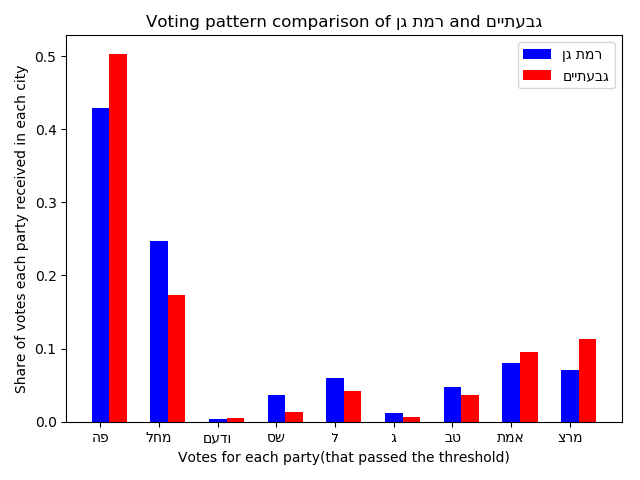 Voting pattern comparison of רמת גן and גבעתיים
רמת גן
גבעתיים
Share of votes each party received in each city
0.5
0.4
0.3
0.2
0.1
0.0
פה מחל ודעם שס ל ג טב אמת מרצ
Votes for each party(that passed the threshold)